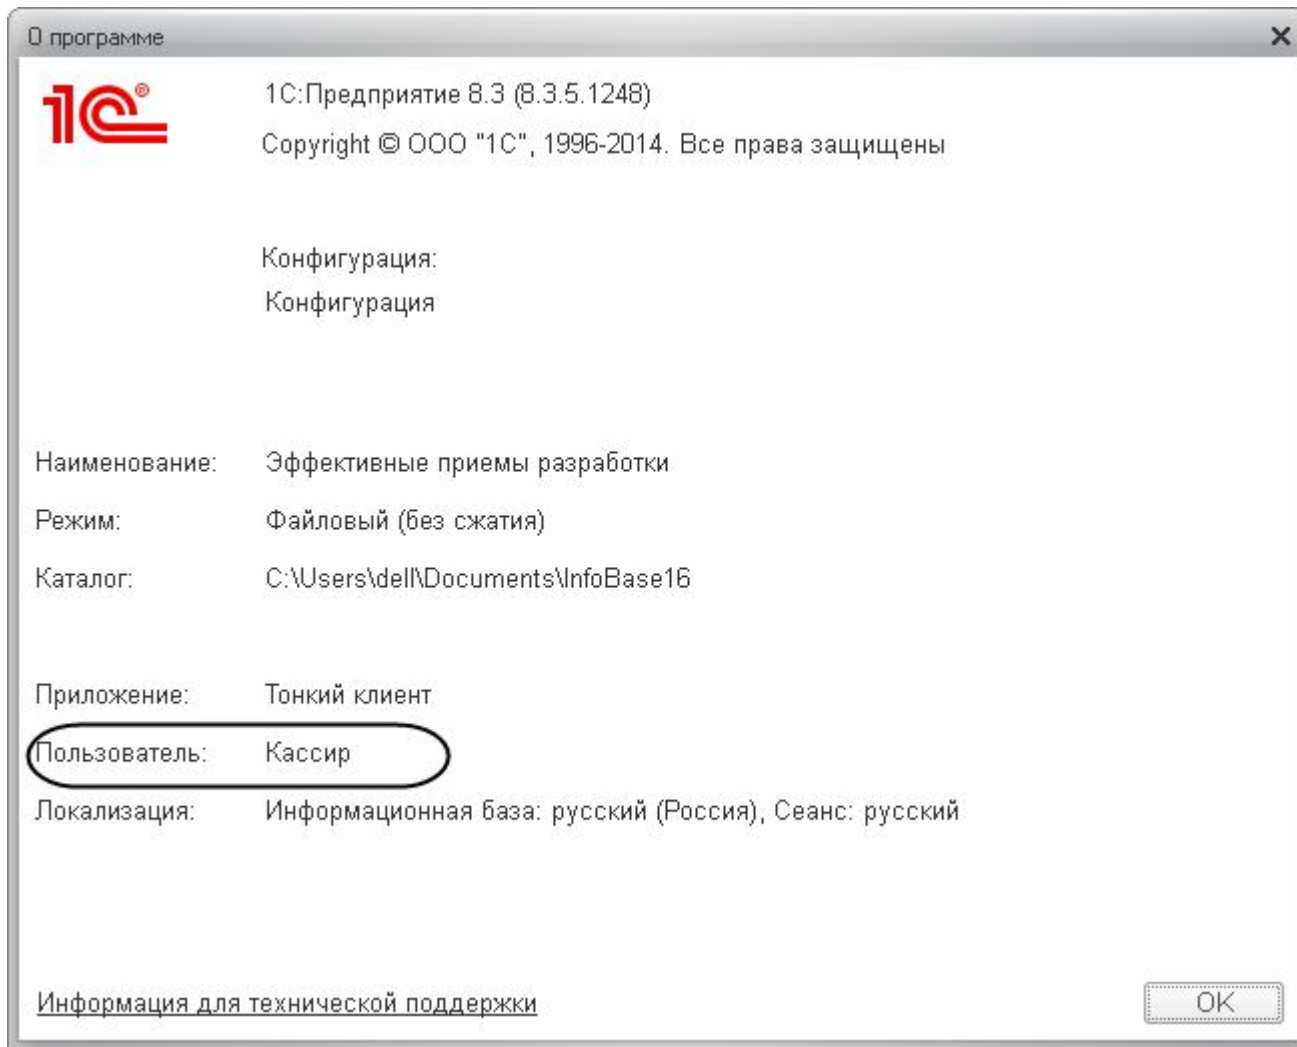 О программе
1С®
1С:Предприятие 8.3 (8.3.5.1248)
Copyright © ООО "1С", 1996-2014. Все права защищены
Конфигурация:
Конфигурация
Наименование: Эффективные приемы разработки
Режим: Файловый (без сжатия)
Каталог: C:\Users\dell\Documents\InfoBase16
Приложение: Тонкий клиент
Пользователь: Кассир
Локализация: Информационная база: русский (Россия), Сеанс: русский
Информация для технической поддержки OK